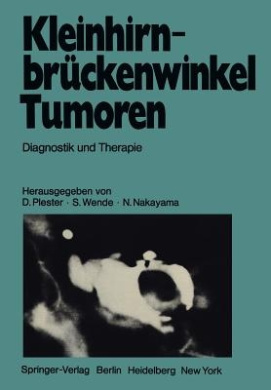 Kleinhirn-
brückenwinkel
Tumoren
Diagnostik und Therapie
Herausgegeben von
D. Plester · S. Wende · N. Nakayama
Springer-Verlag Berlin Heidelberg New York